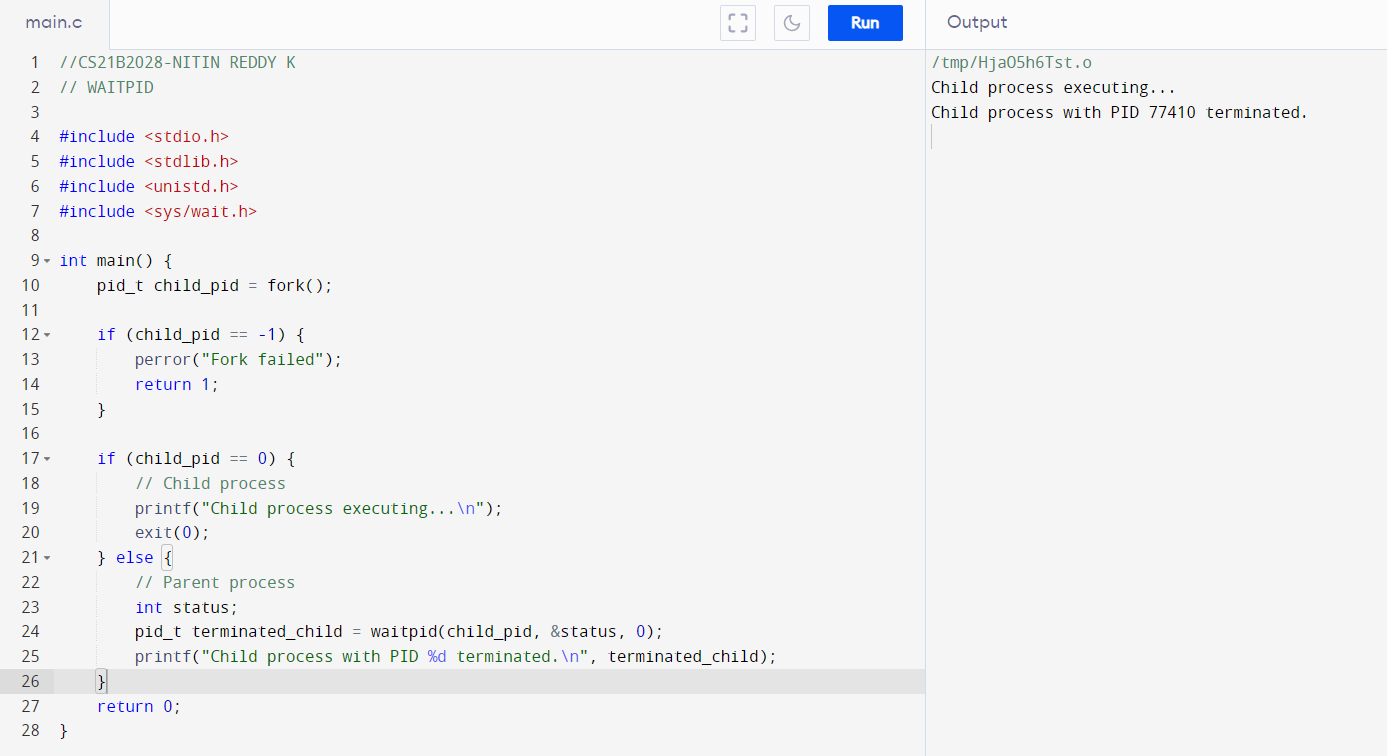 main.c
Run
Output
1 //CS21B2028-NITIN REDDY K
2 // WAITPID
3
4 #include <stdio.h>
5 #include <stdlib.h>
6 #include <unistd.h>
7 #include <sys/wait.h>
8
9 int main() {
10     pid_t child_pid = fork();
11
12     if (child_pid == -1) {
13         perror("Fork failed");
14         return 1;
15     }
16
17     if (child_pid == 0) {
18         // Child process
19         printf("Child process executing...\n");
20         exit(0);
21     } else {
22         // Parent process
23         int status;
24         pid_t terminated_child = waitpid(child_pid, &status, 0);
25         printf("Child process with PID %d terminated.\n", terminated_child);
26     }
27     return 0;
28 }
/tmp/HjaO5h6Tst.o
Child process executing...
Child process with PID 77410 terminated.